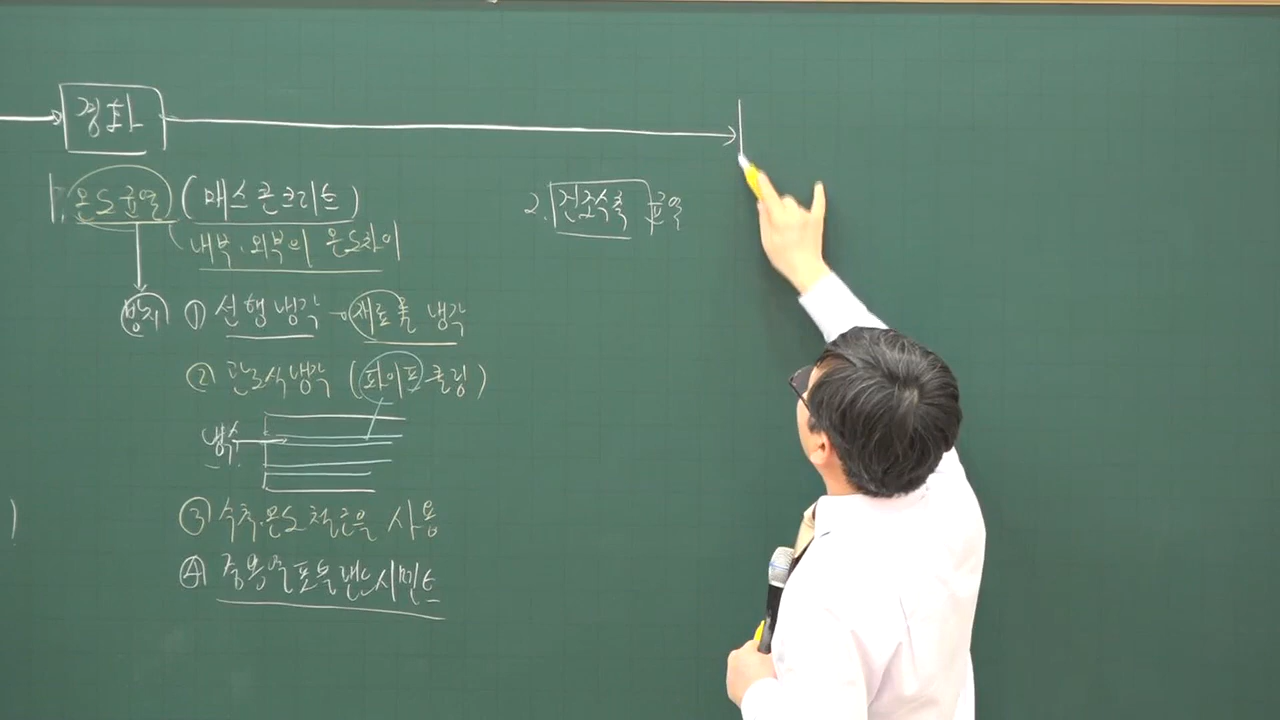 경화
1. 온도균열 (매스콘크리트)
내부·외부의 온도차이
방지 ① 선행냉각 → 재료를 냉각
② 관로식냉각 (파이프쿨링)
냉수
③ 수축·온도철근을 사용
④ 중용열포틀랜드시멘트
2. 건조수축 균열
)